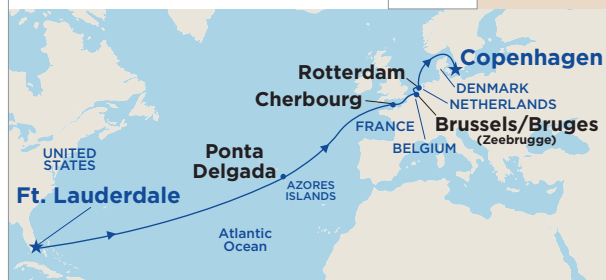 Copenhagen
Rotterdam
DENMARK
Cherbourg
NETHERLANDS
FRANCE
Brussels/Bruges
(Zeebrugge)
BELGIUM
UNITED
STATES
Ponta
Delgada
AZORES
ISLANDS
Ft. Lauderdale
Atlantic
Ocean